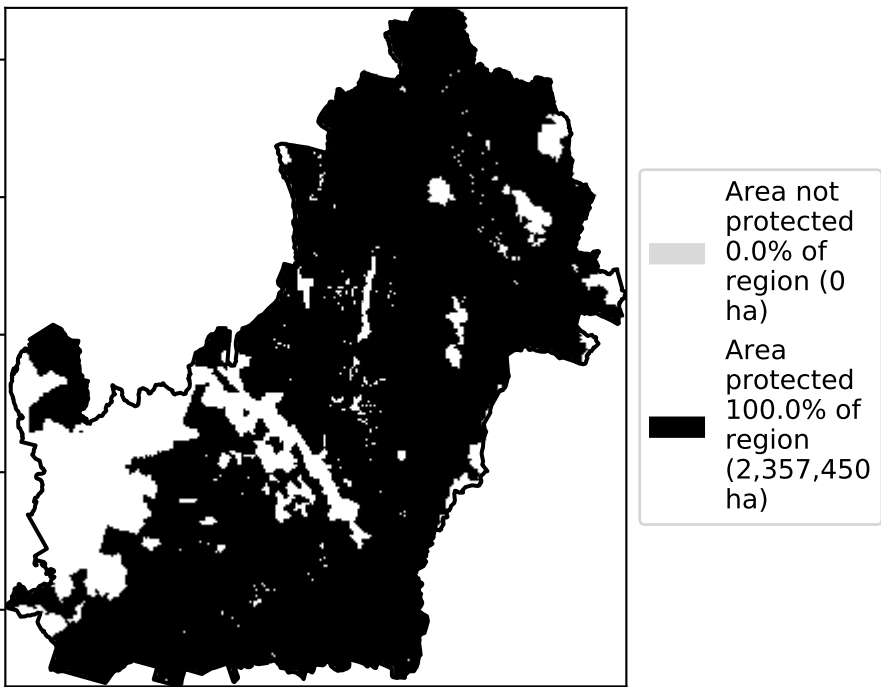 Area not
protected
0.0% of
region (0
ha)
Area
protected
100.0% of
region
(2,357,450
ha)